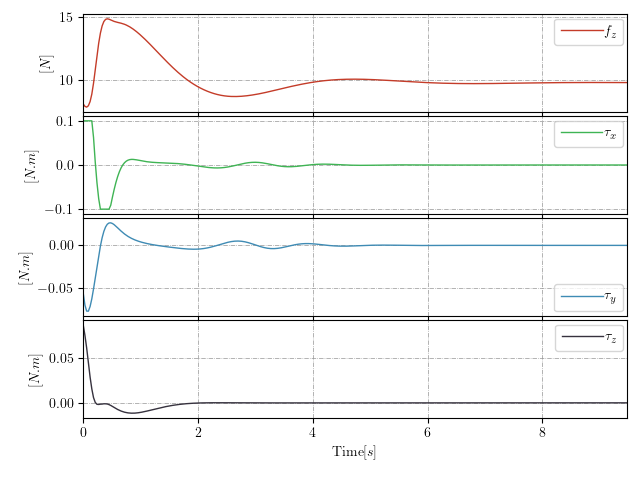 15
10
[N]
f_z
0.1
0.0
−0.1
[N.m]
τ_x
0.00
−0.05
[N.m]
τ_y
0.05
0.00
[N.m]
τ_z
0 2 4 6 8
Time[s]